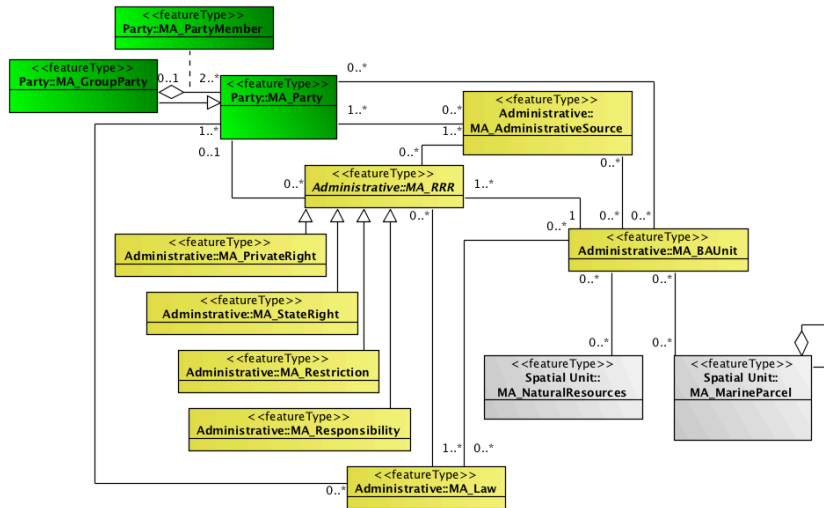 <<featureType>>
Party::MA_PartyMember
<<featureType>>
Party::MA_GroupParty
0..1
2..*
<<featureType>>
Party::MA_Party
0..*
1..*
0..*
<<featureType>>
Administrative::
MA_AdministrativeSource
1..*
0..1
1..*
0..*
0..*
<<featureType>>
Administrative::MA_RRR
0..*
1..*
0..*
0..*
0..*
1
0..*
<<featureType>>
Administrative::MA_BAUnit
<<featureType>>
Administrative::MA_PrivateRight
<<featureType>>
Adminstrative::MA_StateRight
0..*
0..*
<<featureType>>
Administrative::MA_Restriction
0..*
0..*
<<featureType>>
Spatial Unit::
MA_NaturalResources
<<featureType>>
Spatial Unit::
MA_MarineParcel
<<featureType>>
Administrative::MA_Responsibility
1..*
0..*
<<featureType>>
Administrative::MA_Law
0..*